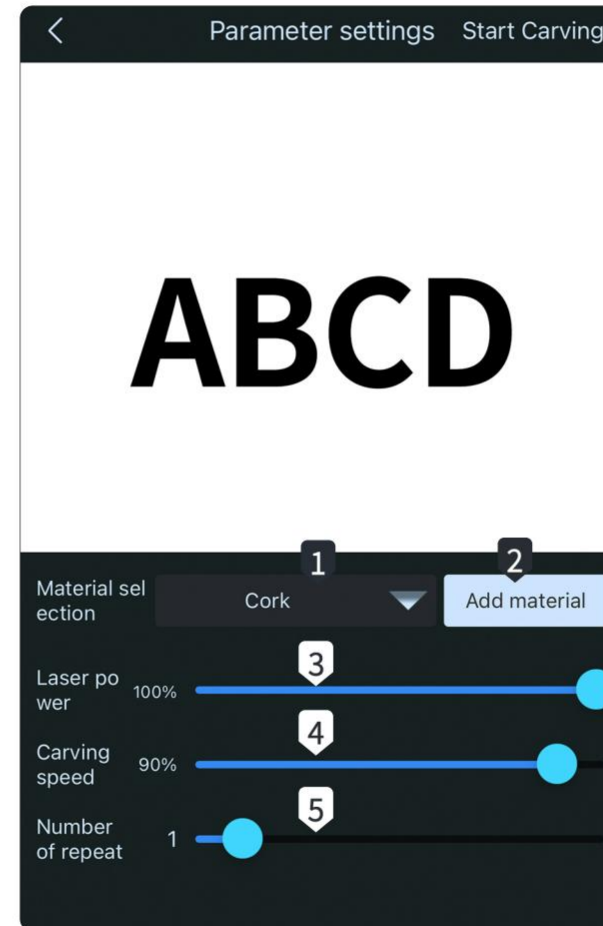 Parameter settings Start Carving
ABCD
1
2
Material sel
ection
Cork
Add material
3
Laser po
wer
100%
4
Carving
speed
90%
5
Number
of repeat
1